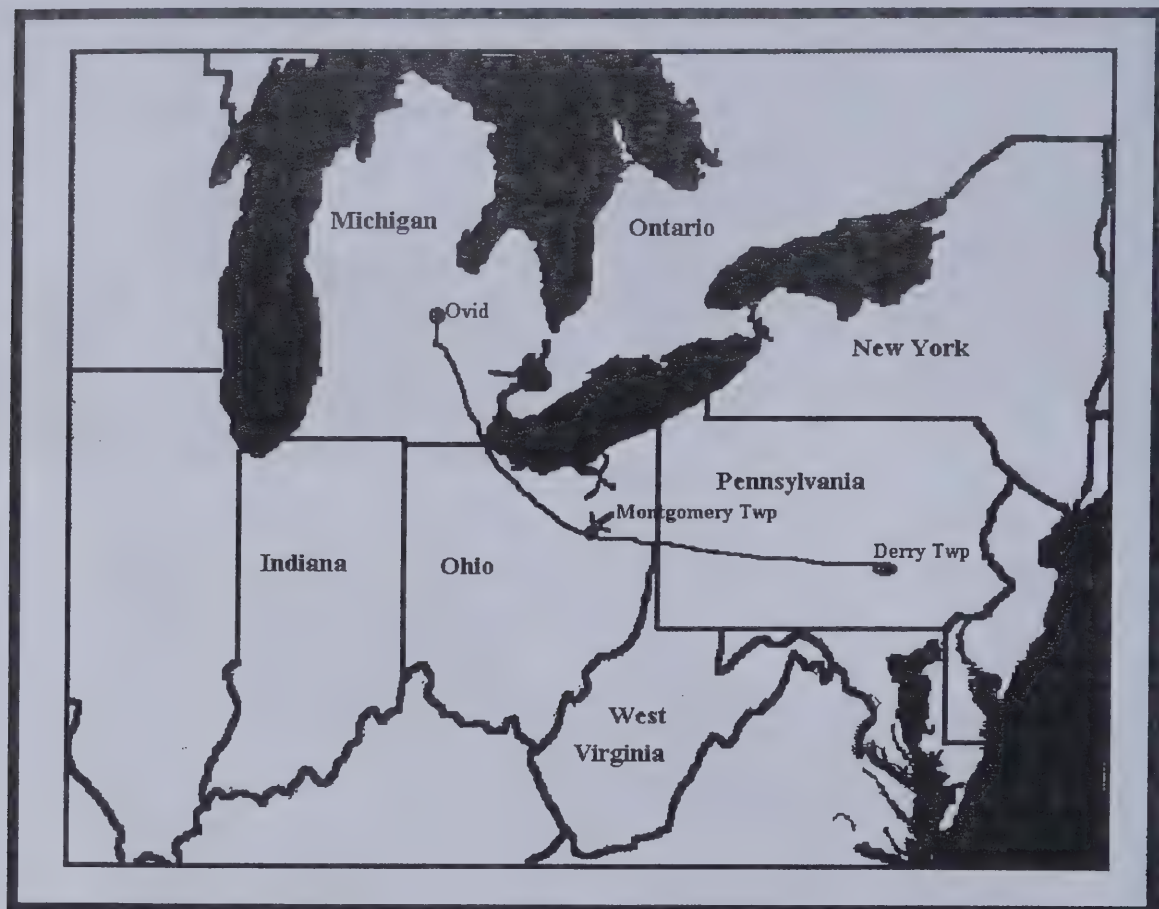 Michigan
Ontario
Ovid
New York
Pennsylvania
Montgomery Twp
Derry Twp
Indiana
Ohio
West
Virginia